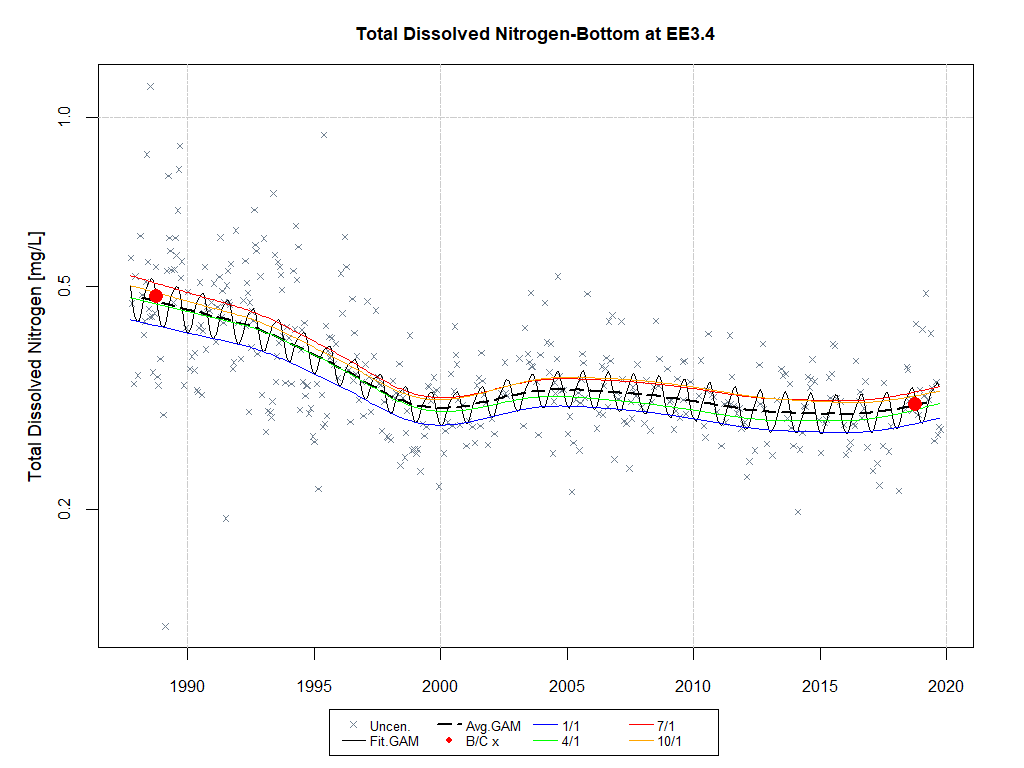 Total Dissolved Nitrogen-Bottom at EE3.4
Total Dissolved Nitrogen [mg/L]
1.0
0.5
0.2
1990 1995 2000 2005 2010 2015 2020
Uncen. Avg.GAM 1/1 7/1
Fit.GAM B/C x 4/1 10/1